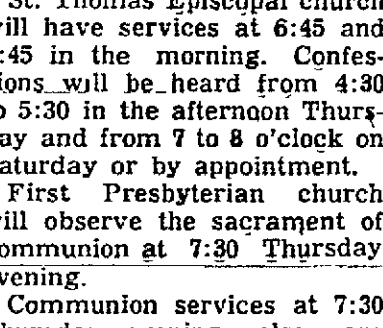 St. Thomas Episcopal church
will have services at 6:45 and
:45 in the morning. Confes-
sions will be heard from 4:30
to 5:30 in the afternoon Thurs-
day and from 7 to 8 o'clock on
Saturday or by appointment.
First Presbyterian church
will observe the sacrament of
communion at 7:30 Thursday
evening.
Communion services at 7:30